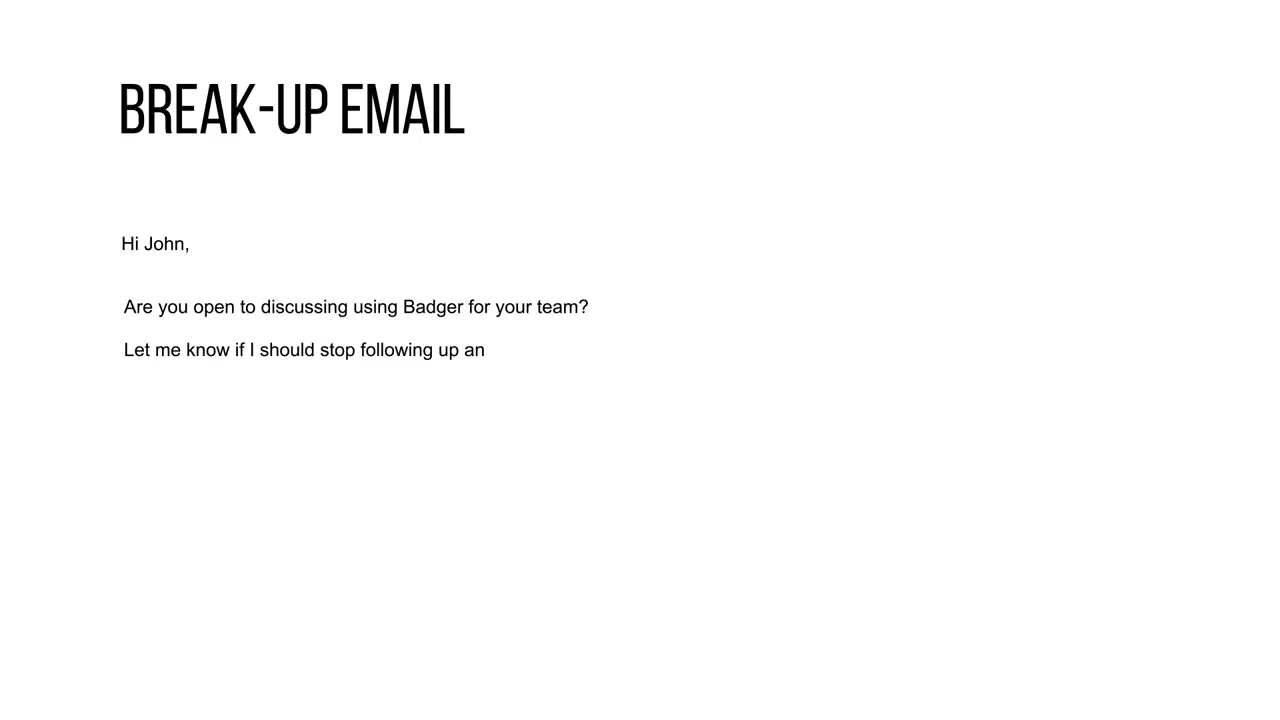 BREAK-UP EMAIL
Hi John,
Are you open to discussing using Badger for your team?
Let me know if I should stop following up an